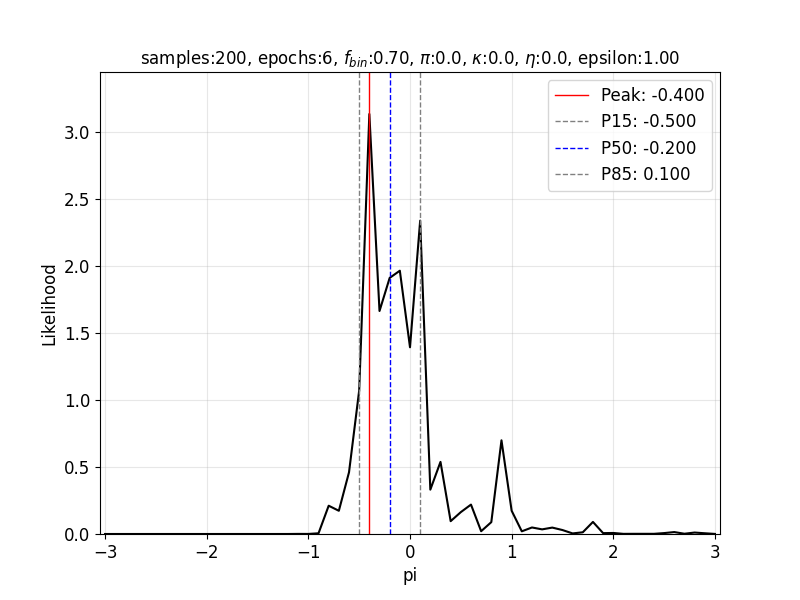 samples:200, epochs:6, f_bin:0.70, π:0.0, κ:0.0, η:0.0, epsilon:1.00
Peak: -0.400
P15: -0.500
P50: -0.200
P85: 0.100
Likelihood
3.0
2.5
2.0
1.5
1.0
0.5
0.0
−3 −2 −1 0 1 2 3
pi